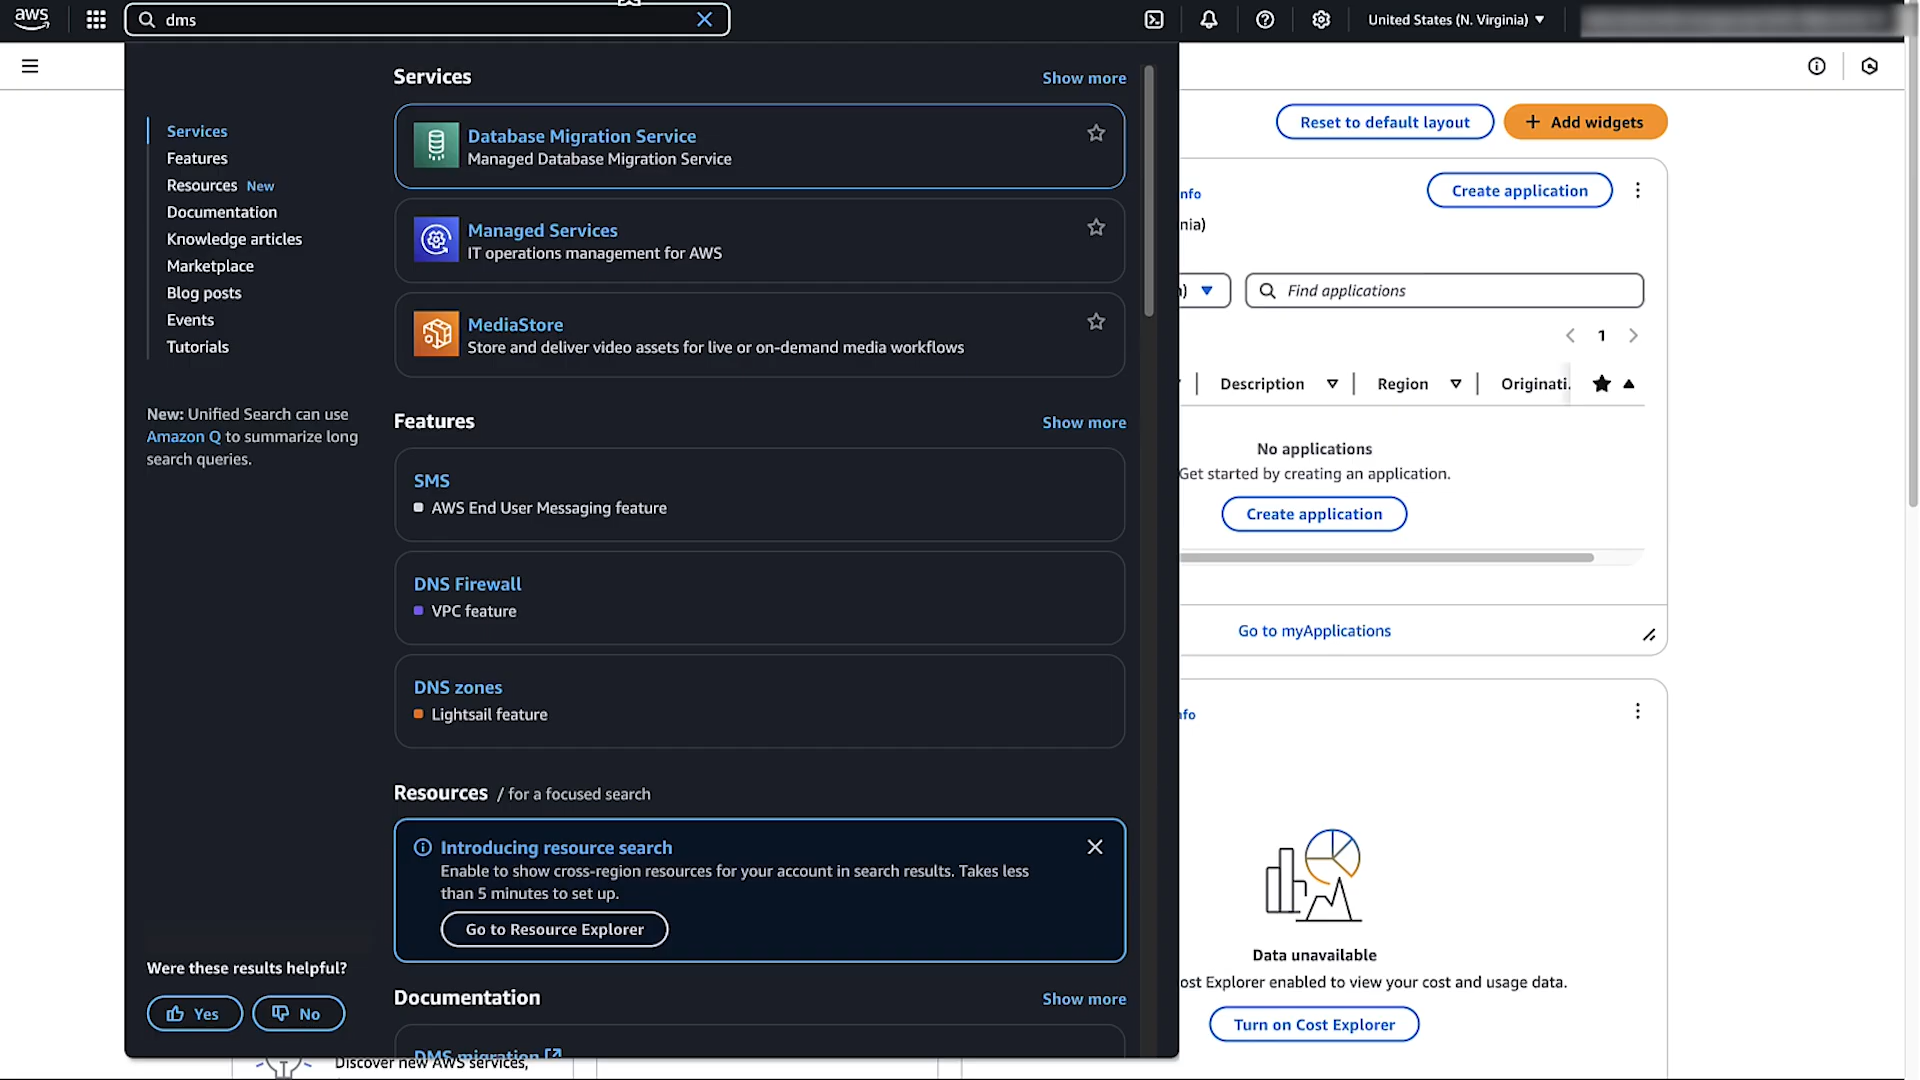 aws
dms
United States (N. Virginia)
Services
Show more
Services
Features
Resources New
Documentation
Knowledge articles
Marketplace
Blog posts
Events
Tutorials
New: Unified Search can use
Amazon Q to summarize long
search queries.
Database Migration Service
Managed Database Migration Service
Managed Services
IT operations management for AWS
MediaStore
Store and deliver video assets for live or on-demand media workflows
Features
Show more
SMS
AWS End User Messaging feature
DNS Firewall
VPC feature
DNS zones
Lightsail feature
Resources / for a focused search
Introducing resource search
Enable to show cross-region resources for your account in search results. Takes less
than 5 minutes to set up.
Go to Resource Explorer
Were these results helpful?
Yes
No
Documentation
Show more
DMS migration
Discover new AWS services,
Reset to default layout
+ Add widgets
nfo
Create application
nia)
)
Find applications
1
Description
Region
Originati.
No applications
Get started by creating an application.
Create application
Go to myApplications
nfo
Data unavailable
ost Explorer enabled to view your cost and usage data.
Turn on Cost Explorer